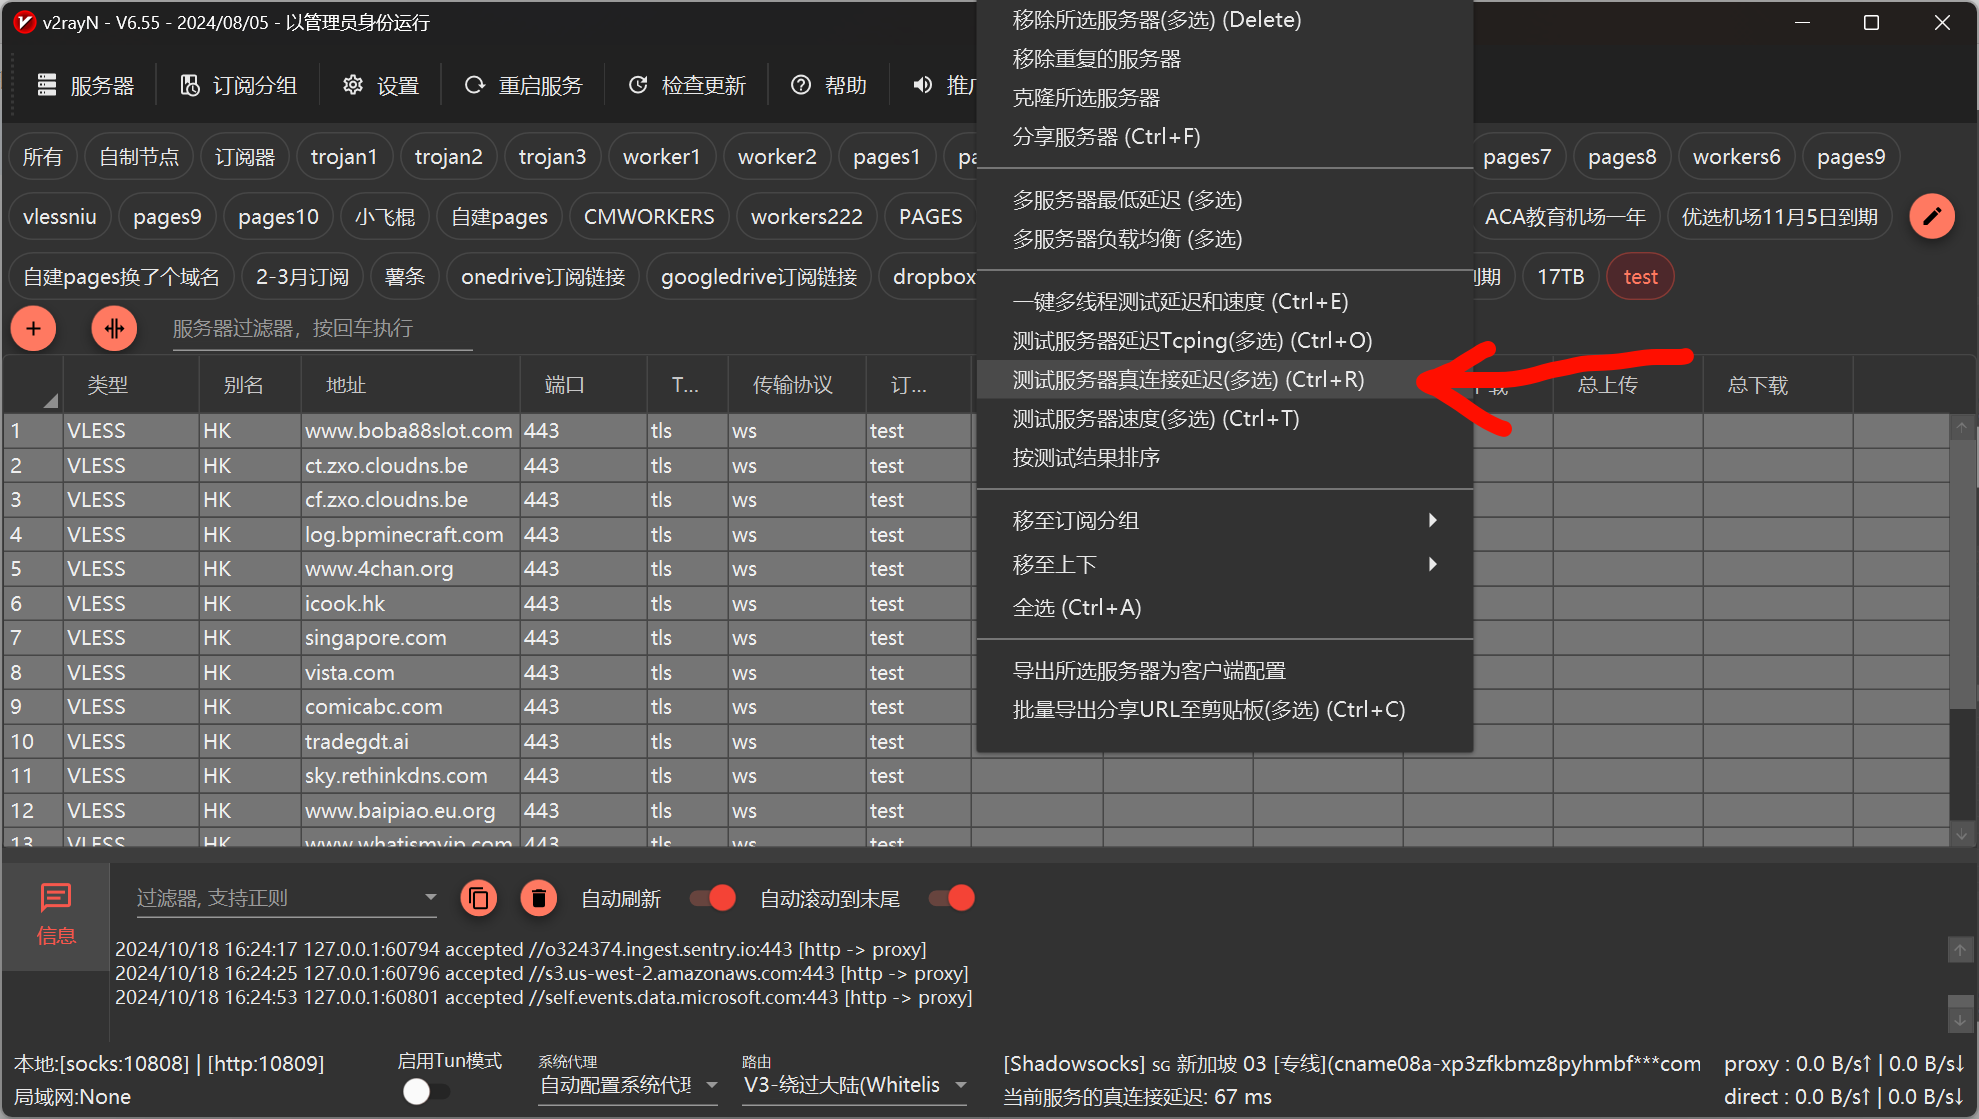 v2rayN - V6.55 - 2024/08/05 - 以管理员身份运行
服务器 订阅分组 设置 重启服务 检查更新 帮助
所有 自制节点 订阅器 trojan1 trojan2 trojan3 worker1 worker2 pages1 pages7 pages8 workers6 pages9
vlessniu pages9 pages10 小飞棍 自建pages CMWORKERS workers222 PAGES ACA教育机场一年 优选机场11月5日到期
自建pages换了个域名 2-3月订阅 薯条 onedrive订阅链接 googledrive订阅链接 dropbox 17TB test
服务器过滤器，按回车执行
类型 别名 地址 端口 T... 传输协议 订... 总上传 总下载
1 VLESS HK www.boba88slot.com 443 tls ws test
2 VLESS HK ct.zxo.cloudns.be 443 tls ws test
3 VLESS HK cf.zxo.cloudns.be 443 tls ws test
4 VLESS HK log.bpminecraft.com 443 tls ws test
5 VLESS HK www.4chan.org 443 tls ws test
6 VLESS HK icook.hk 443 tls ws test
7 VLESS HK singapore.com 443 tls ws test
8 VLESS HK vista.com 443 tls ws test
9 VLESS HK comicabc.com 443 tls ws test
10 VLESS HK tradegdt.ai 443 tls ws test
11 VLESS HK sky.rethinkdns.com 443 tls ws test
12 VLESS HK www.baipiao.eu.org 443 tls ws test
13 VLESS HK www.whatismyip.com 443 tls ws test
移除所选服务器(多选) (Delete)
移除重复的服务器
克隆所选服务器
分享服务器 (Ctrl+F)
多服务器最低延迟 (多选)
多服务器负载均衡 (多选)
一键多线程测试延迟和速度 (Ctrl+E)
测试服务器延迟Tcping(多选) (Ctrl+O)
测试服务器真连接延迟(多选) (Ctrl+R)
测试服务器速度(多选) (Ctrl+T)
按测试结果排序
移至订阅分组
移至上下
全选 (Ctrl+A)
导出所选服务器为客户端配置
批量导出分享URL至剪贴板(多选) (Ctrl+C)
信息
过滤器, 支持正则 自动刷新 自动滚动到末尾
2024/10/18 16:24:17 127.0.0.1:60794 accepted //o324374.ingest.sentry.io:443 [http -> proxy]
2024/10/18 16:24:25 127.0.0.1:60796 accepted //s3.us-west-2.amazonaws.com:443 [http -> proxy]
2024/10/18 16:24:53 127.0.0.1:60801 accepted //self.events.data.microsoft.com:443 [http -> proxy]
本地:[socks:10808] | [http:10809]
局域网:None
启用Tun模式
系统代理
自动配置系统代理
路由
V3-绕过大陆(Whitelis
[Shadowsocks] SG 新加坡 03 [专线](cname08a-xp3zfkbmz8pyhmbf***com
当前服务的真连接延迟: 67 ms
proxy : 0.0 B/s↑ | 0.0 B/s↓
direct : 0.0 B/s↑ | 0.0 B/s↓